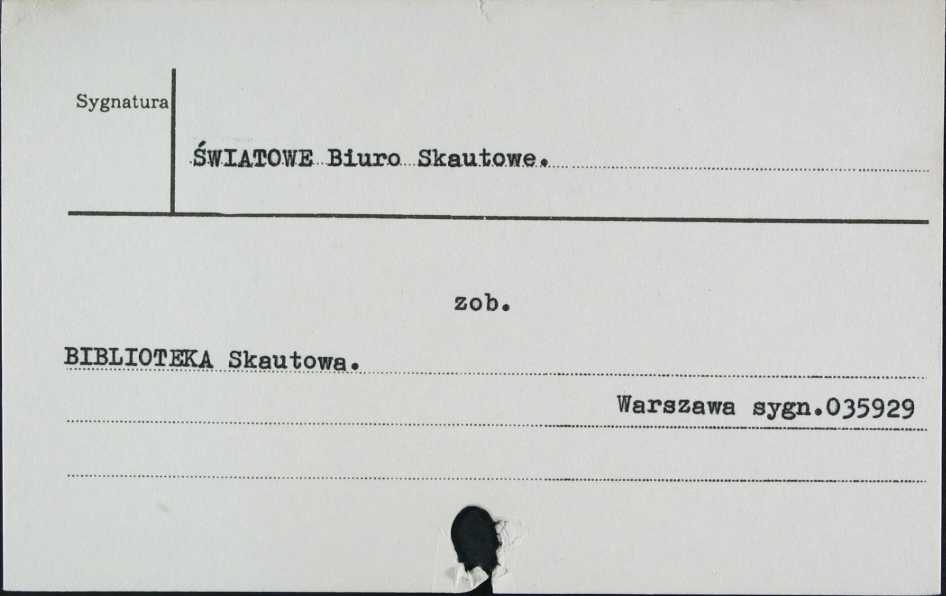 Sygnatura
ŚWIATOWE Biuro Skautowe.
zob.
BIBLIOTEKA Skautowa.
Warszawa sygn.035929